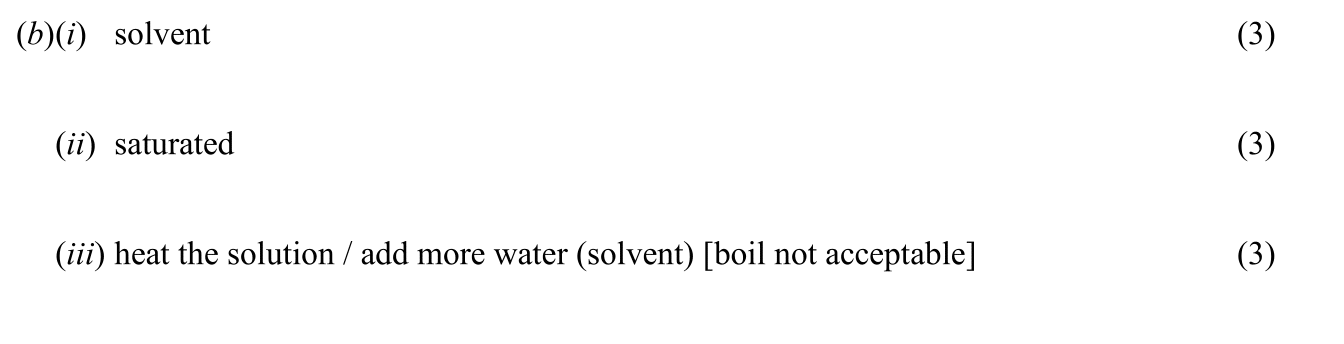 (b)(i) solvent (3)
(ii) saturated (3)
(iii) heat the solution / add more water (solvent) [boil not acceptable] (3)